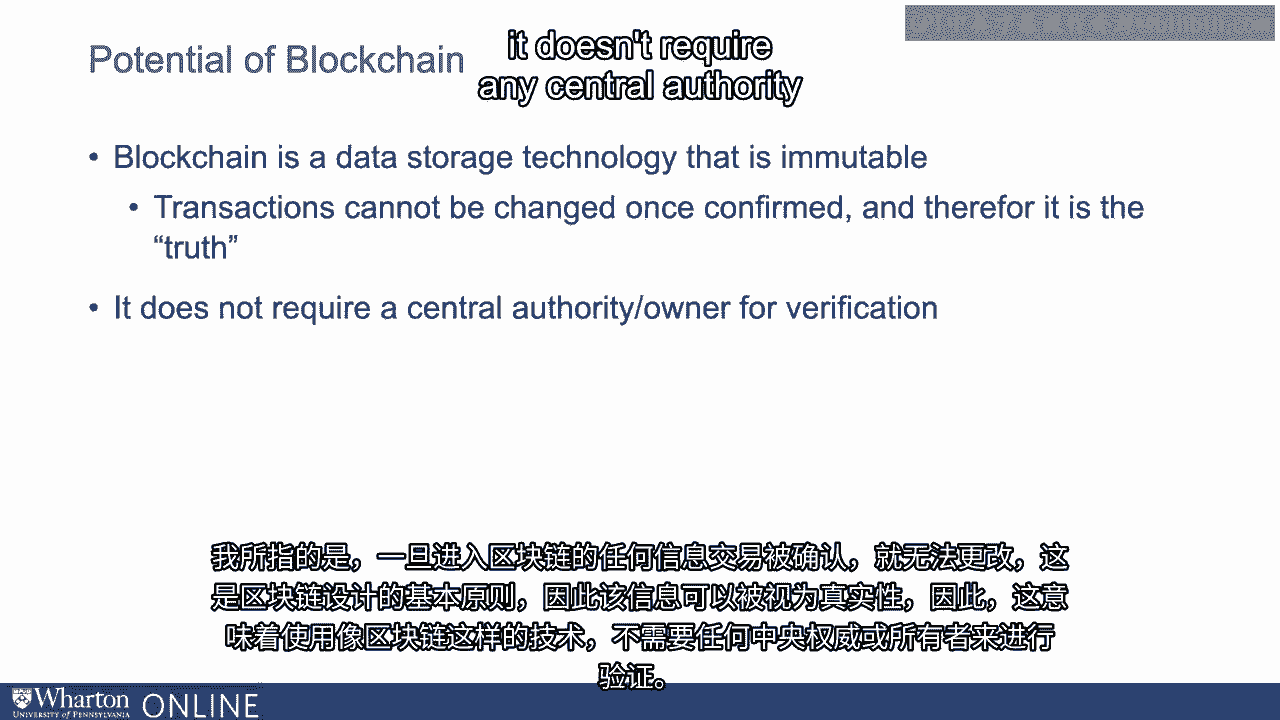 Potential of Blockchain
it doesn't require
any central authority
• Blockchain is a data storage technology that is immutable
• Transactions cannot be changed once confirmed, and therefor it is the
“truth”
• It does not require a central authority/owner for verification
我所指的是，一旦进入区块链的任何信息交易被确认，就无法更改，这
是区块链设计的基本原则，因此该信息可以被视为真实性，因此，这意
味着使用像区块链这样的技术，不需要任何中央权威或所有者来进行
验证。
Wharton ONLINE
UNIVERSITY of PENNSYLVANIA